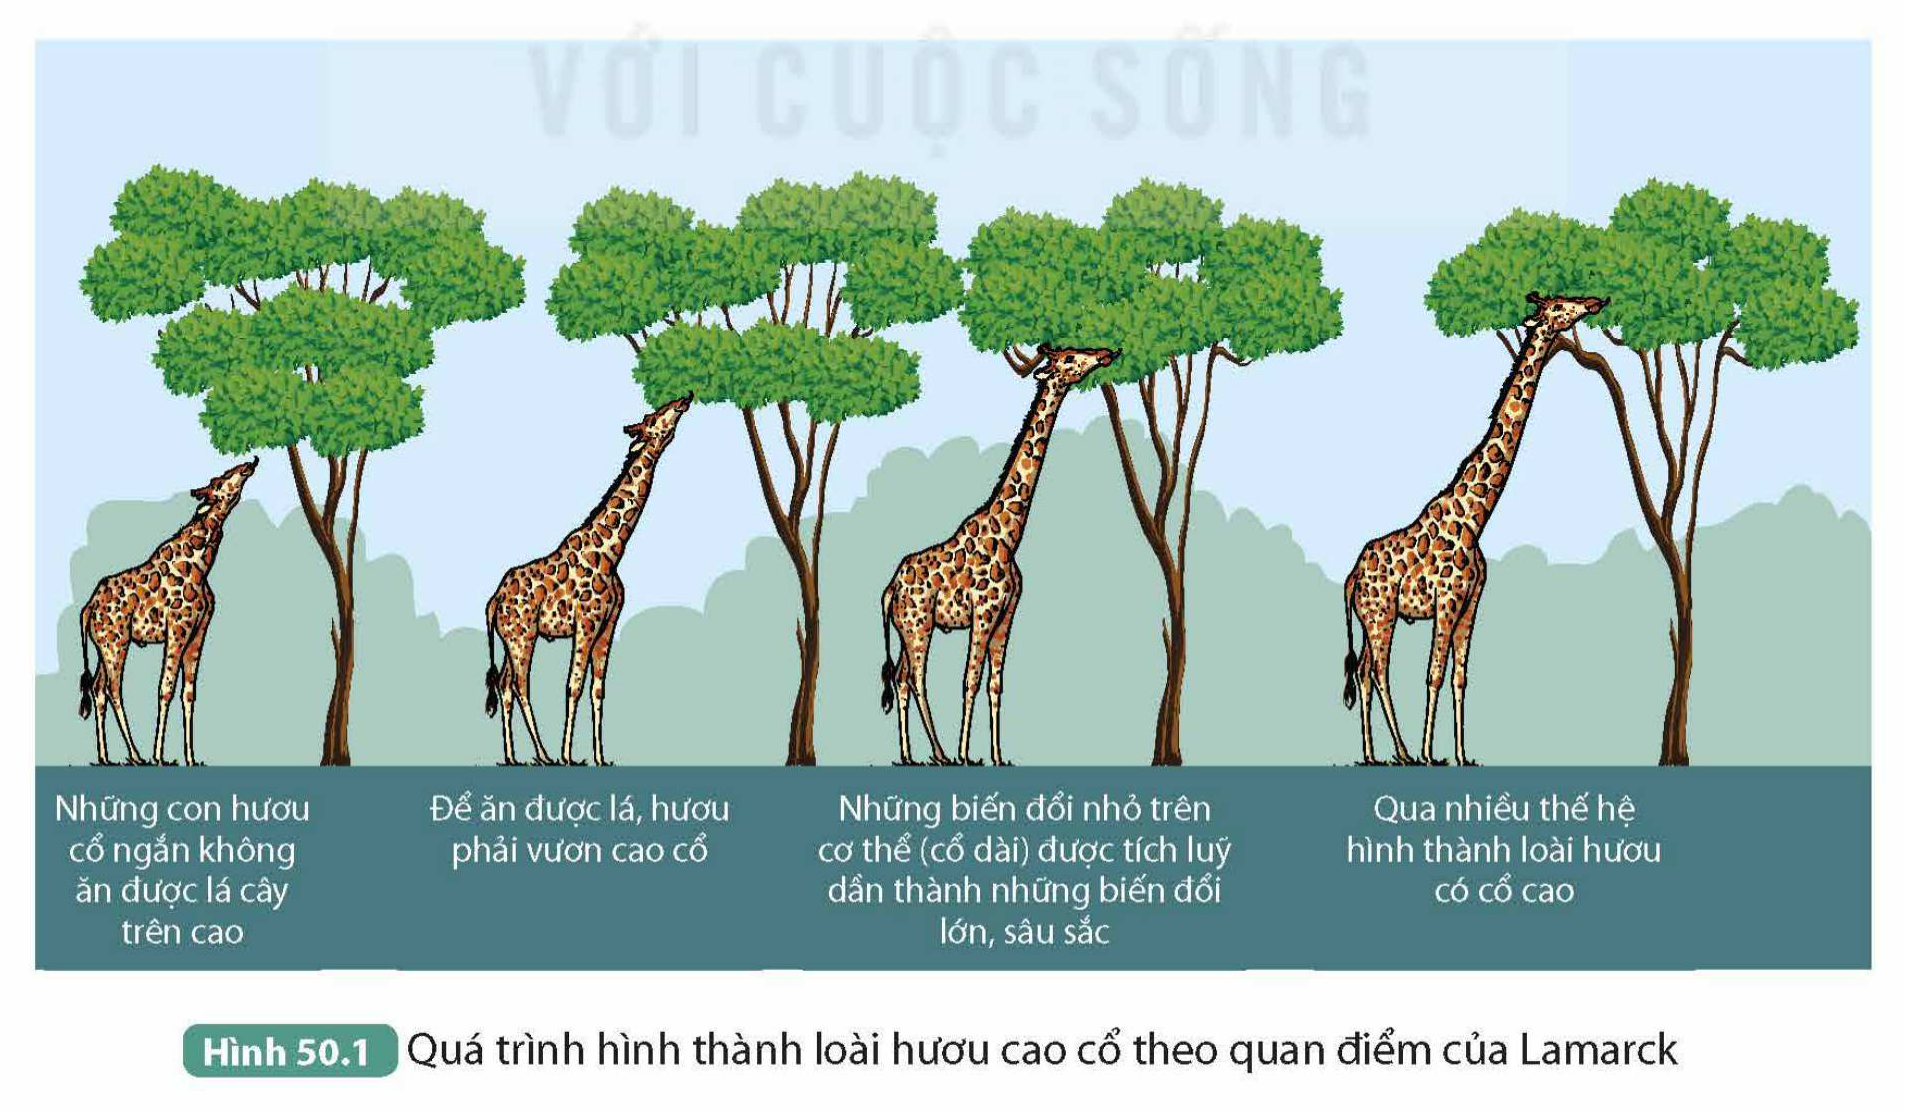 VỚI CUỘC SỐNG
Những con hươu
cổ ngắn không
ăn được lá cây
trên cao
Để ăn được lá, hươu
phải vươn cao cổ
Những biến đổi nhỏ trên
cơ thể (cổ dài) được tích luỹ
dần thành những biến đổi
lớn, sâu sắc
Qua nhiều thế hệ
hình thành loài hươu
có cổ cao
Hình 50.1 Quá trình hình thành loài hươu cao cổ theo quan điểm của Lamarck